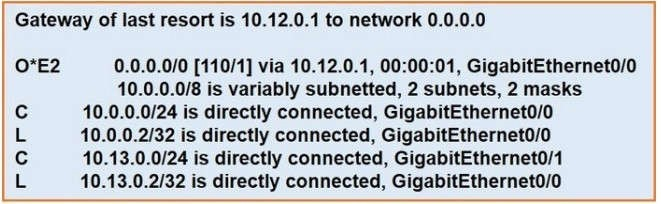 Gateway of last resort is 10.12.0.1 to network 0.0.0.0
O*E2 0.0.0.0/0 [110/1] via 10.12.0.1, 00:00:01, GigabitEthernet0/0
10.0.0.0/8 is variably subnetted, 2 subnets, 2 masks
C 10.0.0.0/24 is directly connected, GigabitEthernet0/0
L 10.0.0.2/32 is directly connected, GigabitEthernet0/0
C 10.13.0.0/24 is directly connected, GigabitEthernet0/1
L 10.13.0.2/32 is directly connected, GigabitEthernet0/0